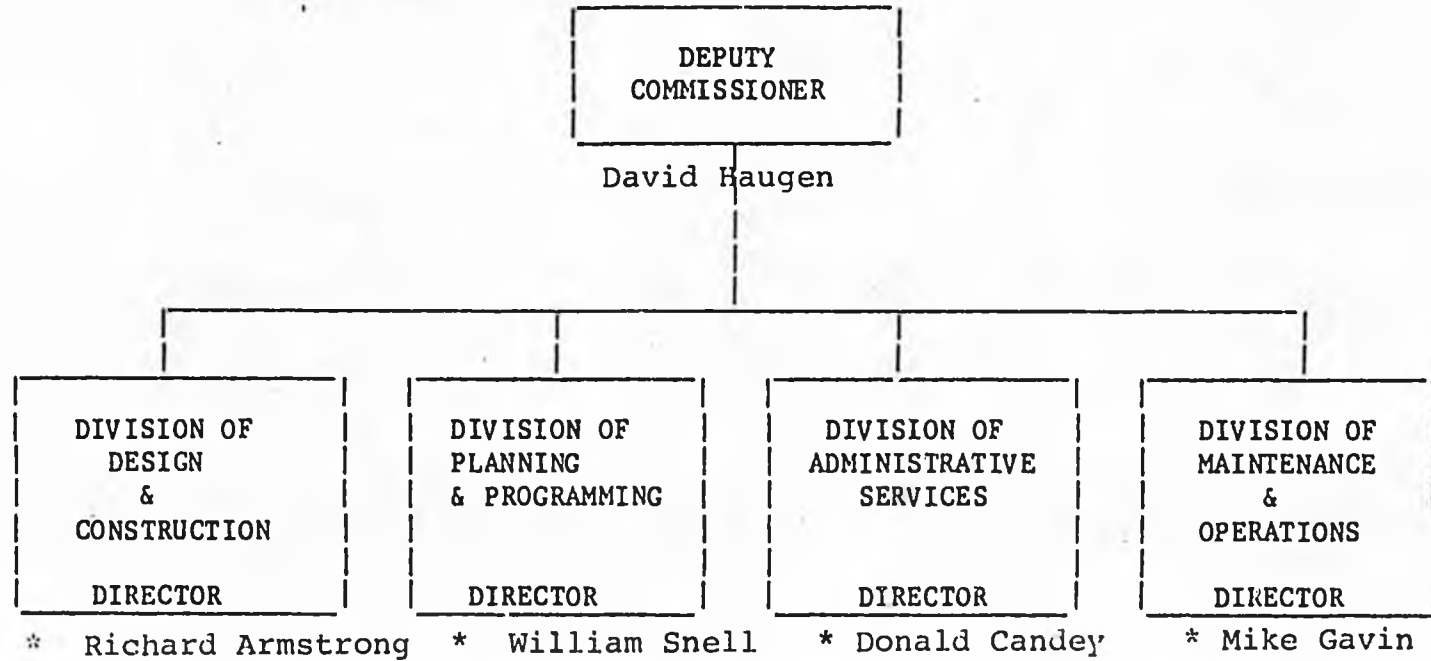 DEPUTY
COMMISSIONER
David Haugen
DIVISION OF
DESIGN
&
CONSTRUCTION
DIRECTOR
* Richard Armstrong
DIVISION OF
PLANNING
& PROGRAMMING
DIRECTOR
* William Snell
DIVISION OF
ADMINISTRATIVE
SERVICES
DIRECTOR
* Donald Candey
DIVISION OF
MAINTENANCE
&
OPERATIONS
DIRECTOR
* Mike Gavin